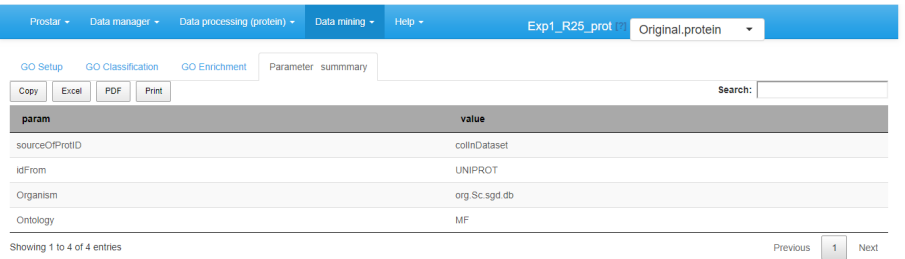 Prostar Data manager Data processing (protein) Data mining Help Exp1_R25_prot [?] Original.protein
GO Setup GO Classification GO Enrichment Parameter summmary
Copy Excel PDF Print Search:
param value
sourceOfProtID colInDataset
idFrom UNIPROT
Organism org.Sc.sgd.db
Ontology MF
Showing 1 to 4 of 4 entries Previous 1 Next